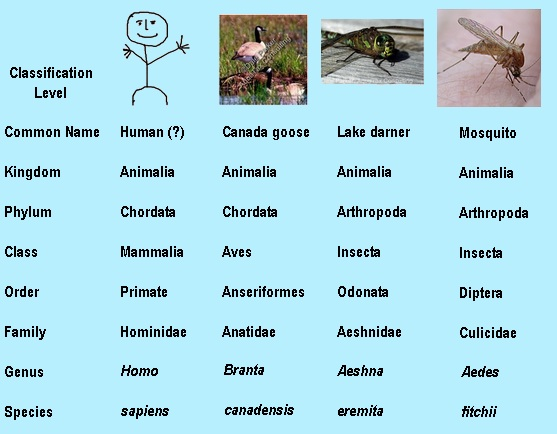 Classification
Level
Common Name Human (?) Canada goose Lake darner Mosquito
Kingdom Animalia Animalia Animalia Animalia
Phylum Chordata Chordata Arthropoda Arthropoda
Class Mammalia Aves Insecta Insecta
Order Primate Anseriformes Odonata Diptera
Family Hominidae Anatidae Aeshnidae Culicidae
Genus Homo Branta Aeshna Aedes
Species sapiens canadensis eremita fitchii